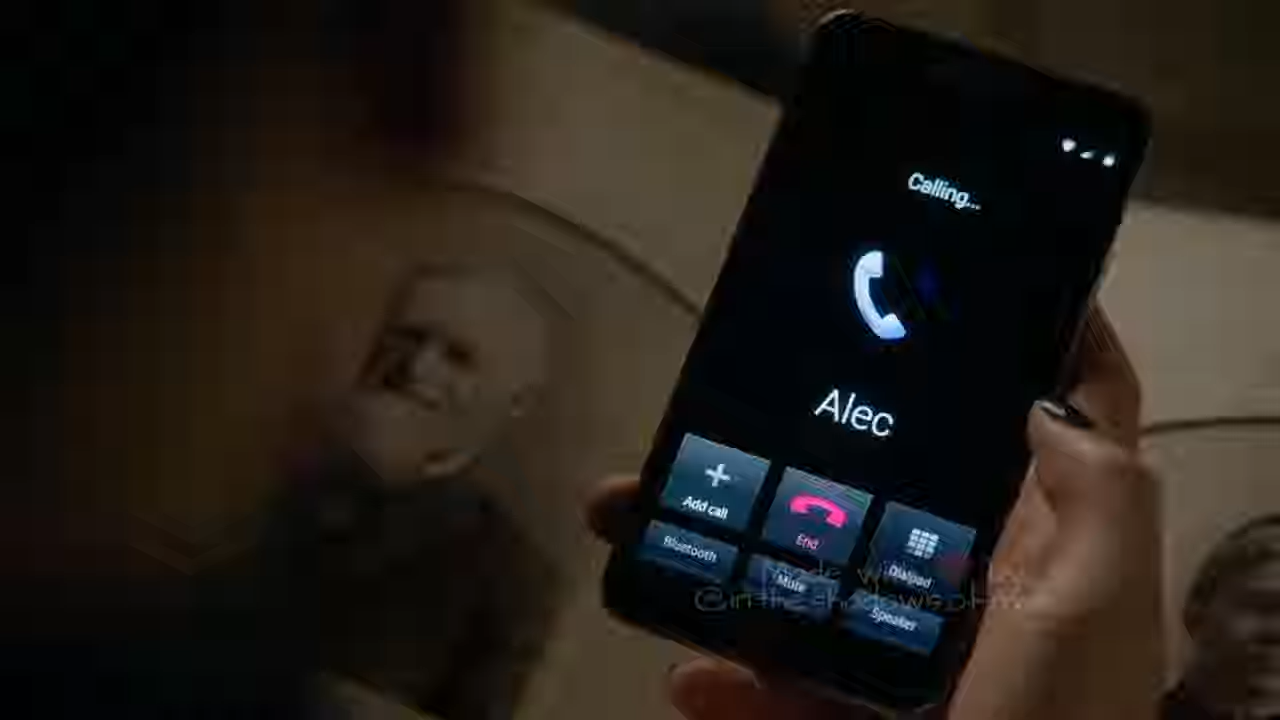 Calling...
Alec
Add call
End
Dialpad
Bluetooth
Mute
Speaker